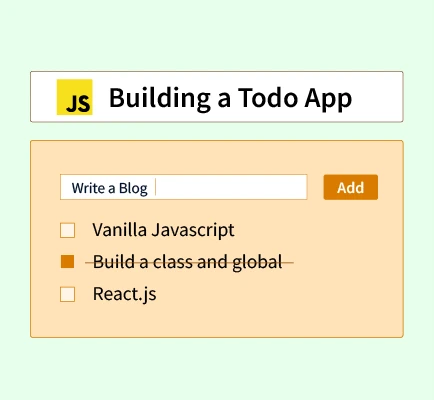 JS Building a Todo App
Write a Blog Add
Vanilla Javascript
Build a class and global
React.js